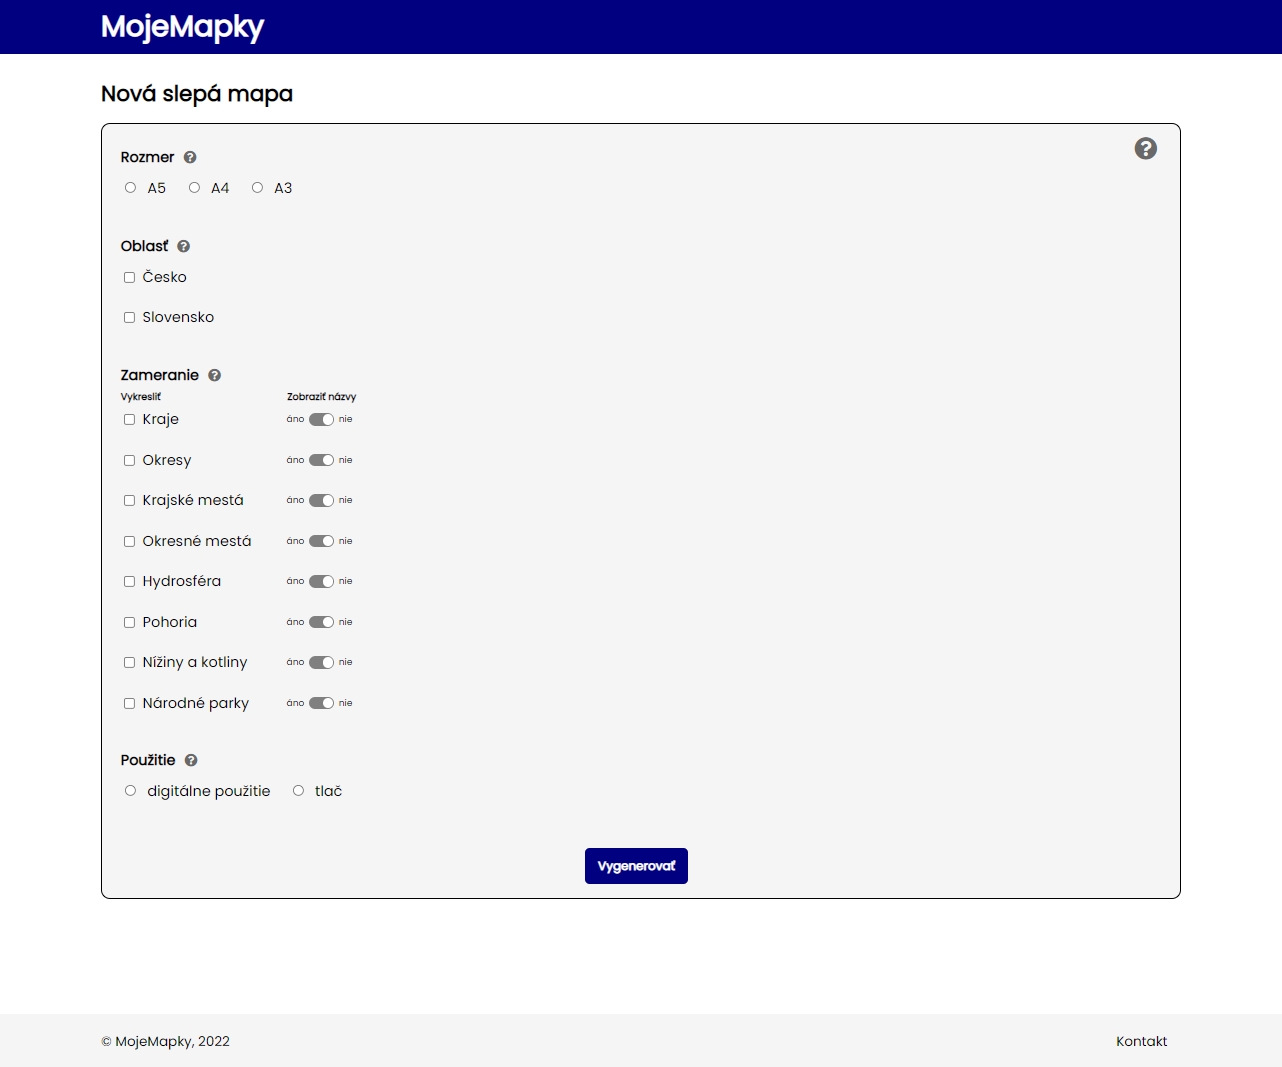 MojeMapky
Nová slepá mapa
Rozmer ?
?
A5 A4 A3
Oblasť ?
Česko
Slovensko
Zameranie ?
Vykresliť Zobraziť názvy
Kraje áno nie
Okresy áno nie
Krajské mestá áno nie
Okresné mestá áno nie
Hydrosféra áno nie
Pohoria áno nie
Nížiny a kotliny áno nie
Národné parky áno nie
Použitie ?
digitálne použitie tlač
Vygenerovať
© MojeMapky, 2022 Kontakt